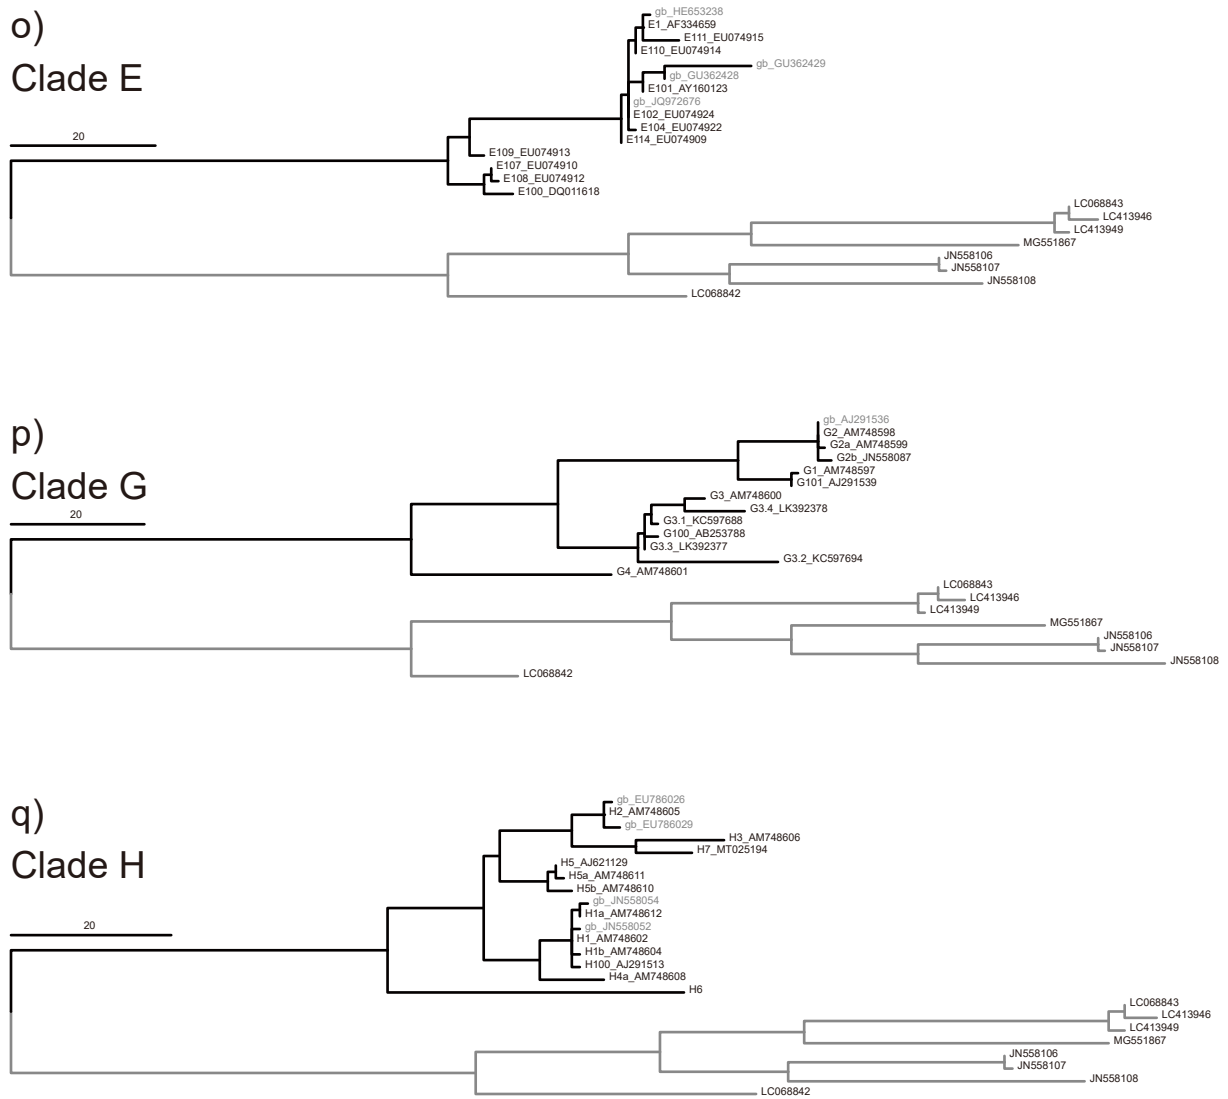 o)
Clade E
20
gb_HE653238
E1_AF334659
E111_EU074915
E110_EU074914
gb_GU362429
gb_GU362428
E101_AY160123
gb_JQ972676
E102_EU074924
E104_EU074922
E114_EU074909
E109_EU074913
E107_EU074910
E108_EU074912
E100_DQ011618
LC068843
LC413946
LC413949
MG551867
JN558106
JN558107
JN558108
LC068842
p)
Clade G
20
gb_AJ291536
G2_AM748598
G2a_AM748599
G2b_JN558087
G1_AM748597
G101_AJ291539
G3_AM748600
G3.4_LK392378
G3.1_KC597688
G100_AB253788
G3.3_LK392377
G3.2_KC597694
G4_AM748601
LC068843
LC413946
LC413949
MG551867
JN558106
JN558107
JN558108
LC068842
q)
Clade H
20
gb_EU786026
H2_AM748605
gb_EU786029
H3_AM748606
H7_MT025194
H5_AJ621129
H5a_AM748611
H5b_AM748610
gb_JN558054
H1a_AM748612
gb_JN558052
H1_AM748602
H1b_AM748604
H100_AJ291513
H4a_AM748608
H6
LC068843
LC413946
LC413949
MG551867
JN558106
JN558107
JN558108
LC068842